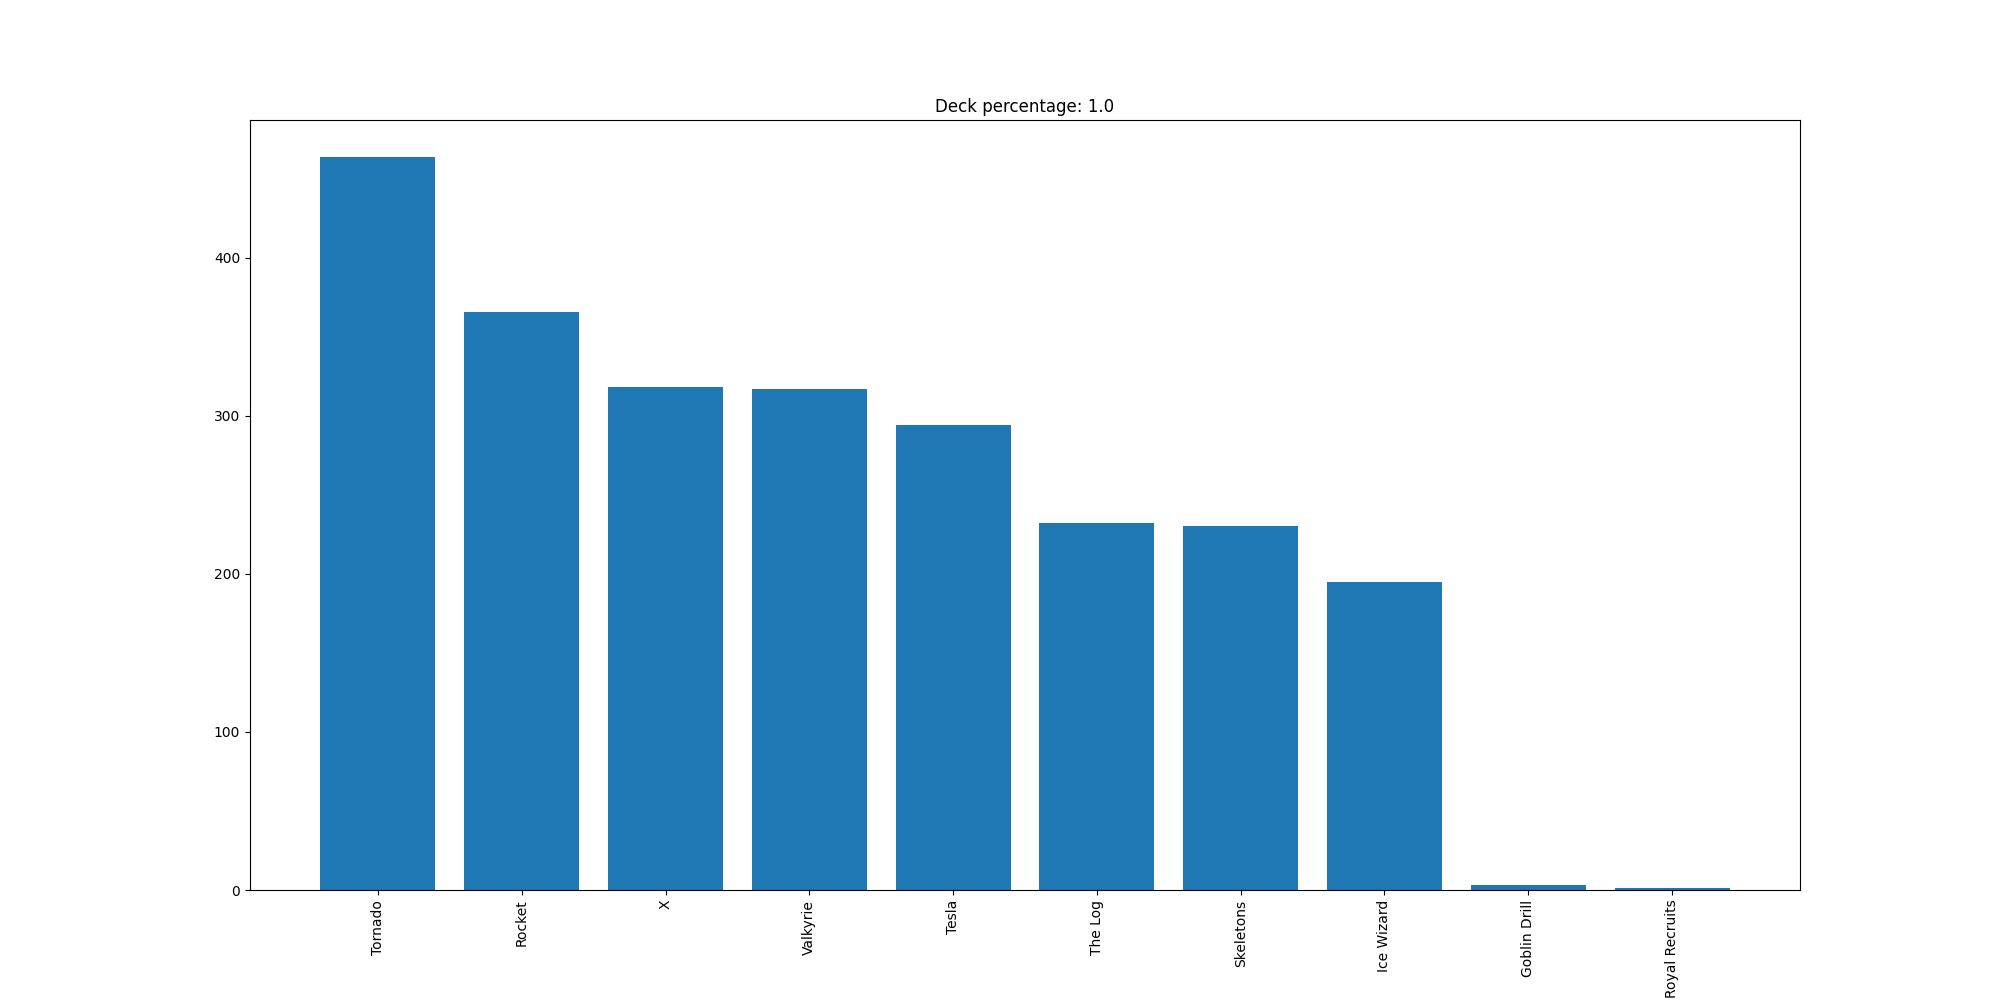 Deck percentage: 1.0
400
300
200
100
0
Tornado
Rocket
X
Valkyrie
Tesla
The Log
Skeletons
Ice Wizard
Goblin Drill
Royal Recruits